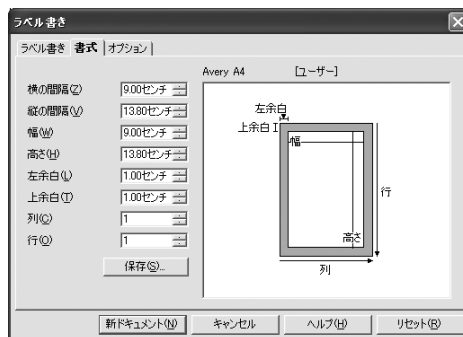 ラベル書き
ラベル書き 書式 オプション
Avery A4 [ユーザー]
横の間隔(Z) 9.00センチ
縦の間隔(V) 13.80センチ
幅(W) 9.00センチ
高さ(H) 13.80センチ
左余白(L) 1.00センチ
上余白(T) 1.00センチ
列(C) 1
行(O) 1
保存(S)...
左余白
上余白
幅
行
高さ
列
新ドキュメント(N) キャンセル ヘルプ(H) リセット(R)